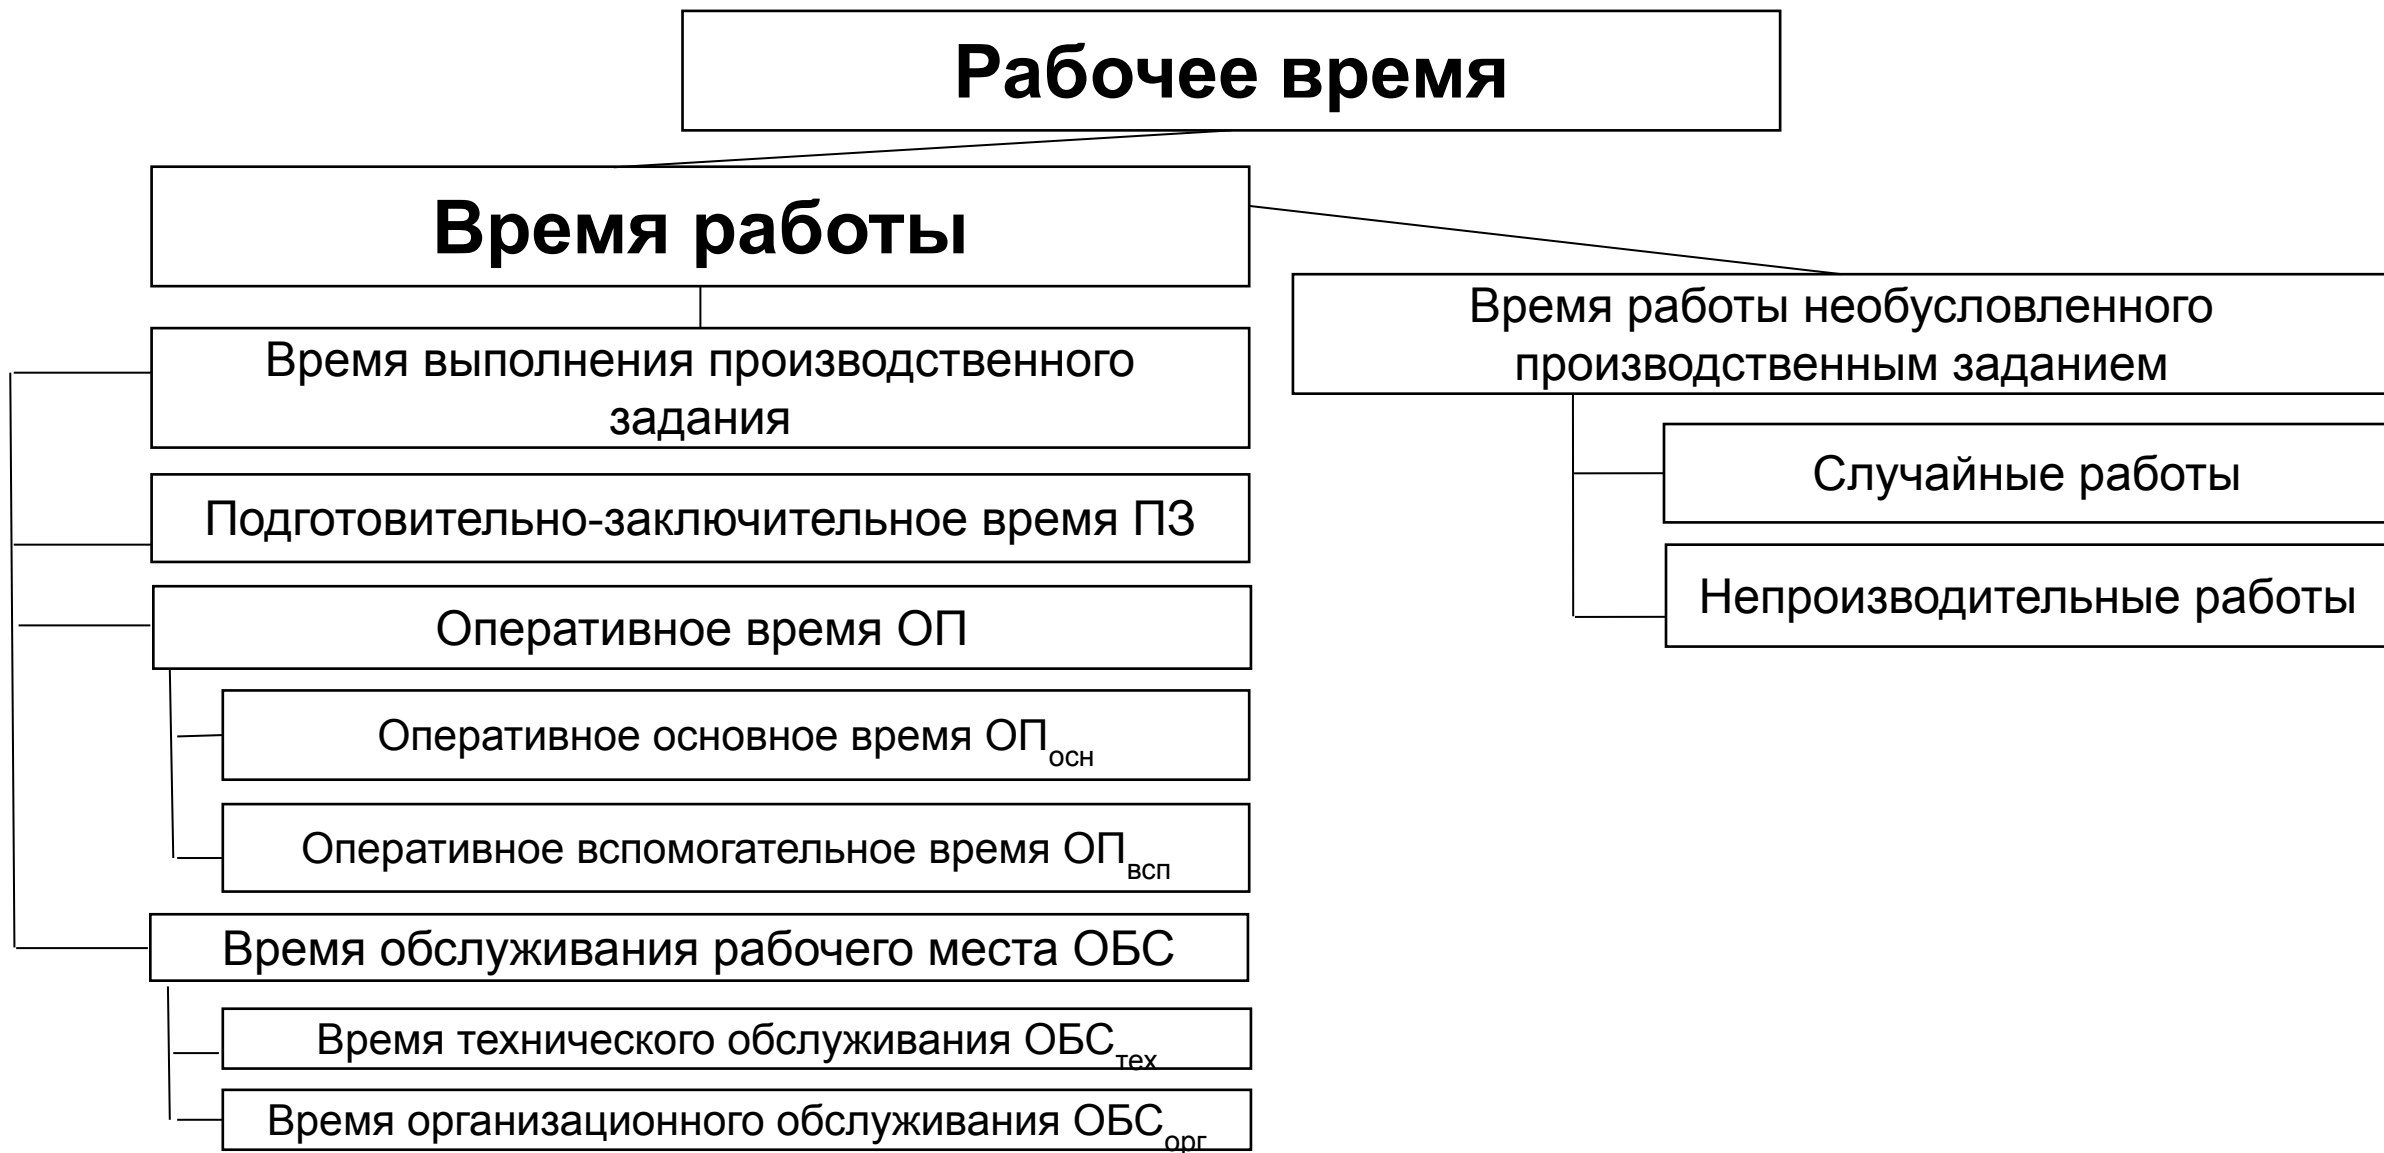 Рабочее время
Время работы
Время выполнения производственного
задания
Подготовительно-заключительное время ПЗ
Оперативное время ОП
Оперативное основное время ОПосн
Оперативное вспомогательное время ОПвсп
Время обслуживания рабочего места ОБС
Время технического обслуживания ОБСтех
Время организационного обслуживания ОБСорг
Время работы необусловленного
производственным заданием
Случайные работы
Непроизводительные работы